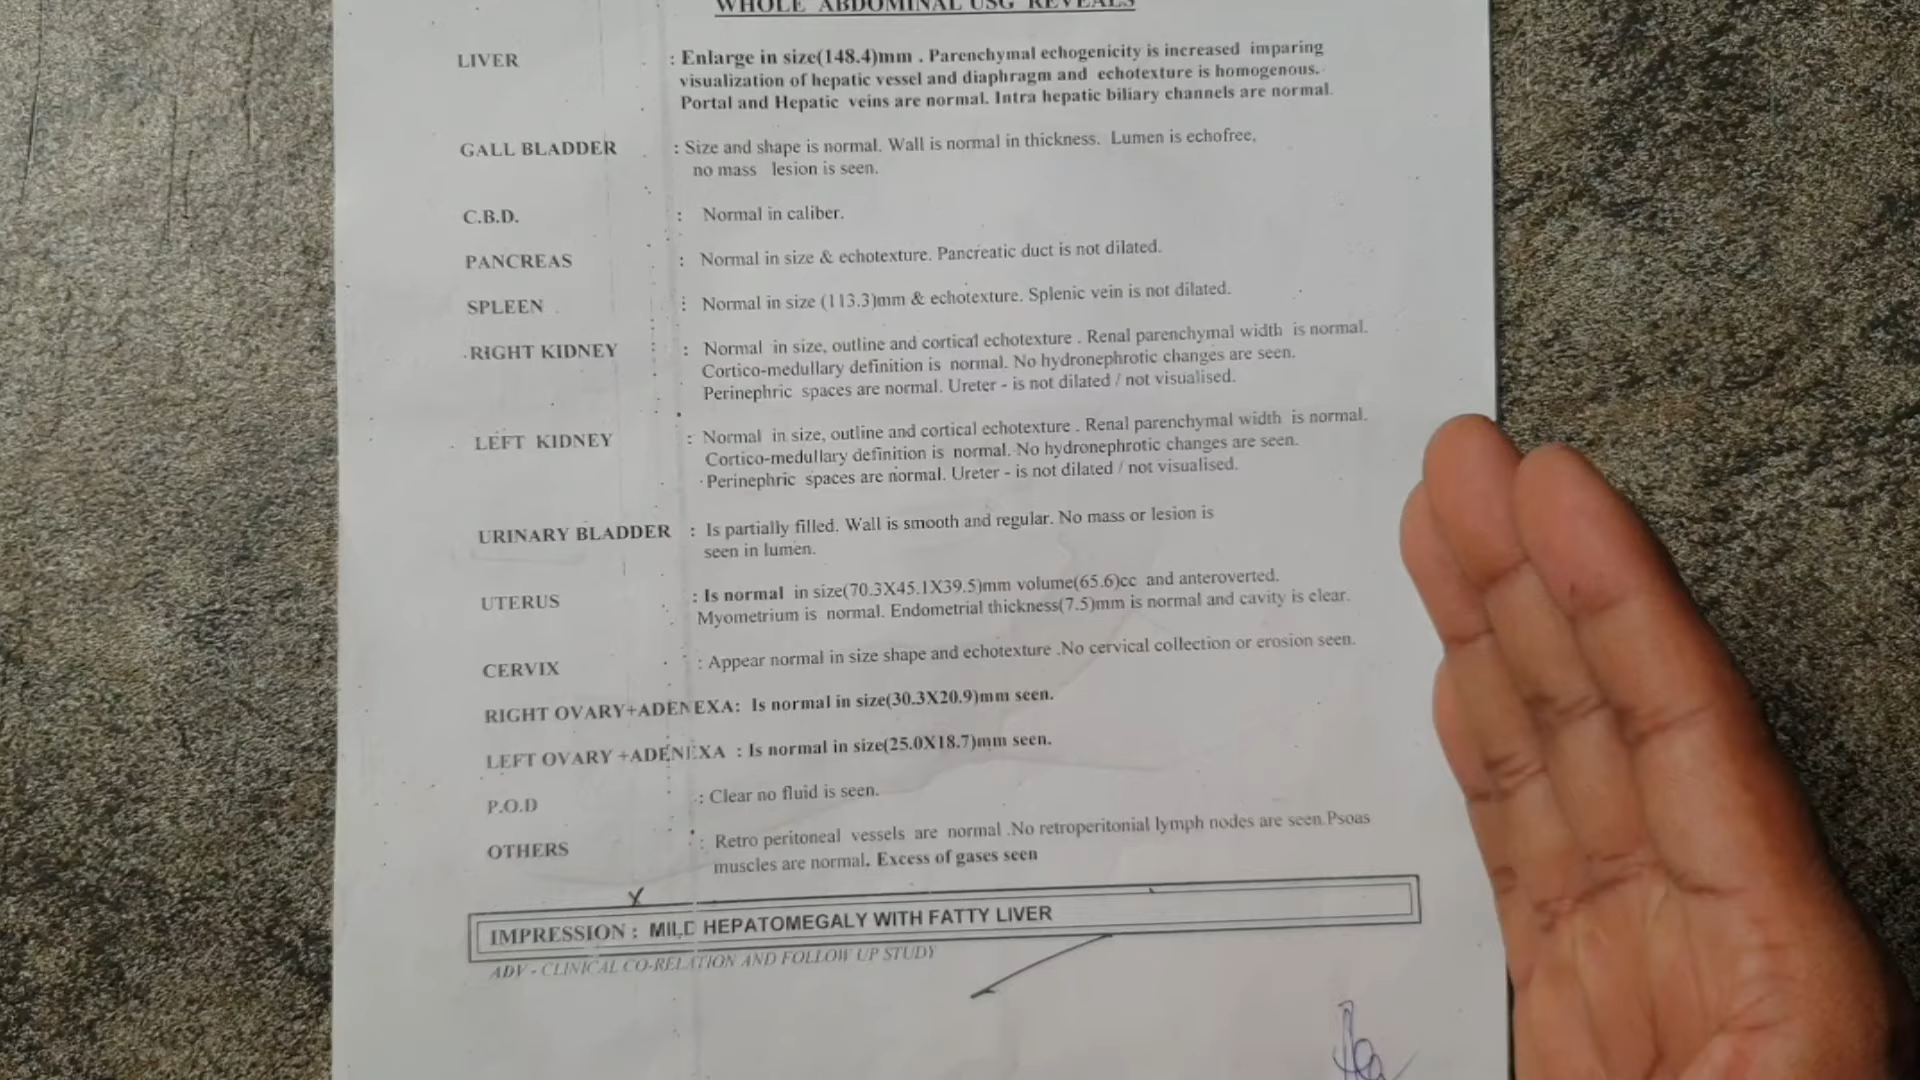 WHOLE ABDOMINAL USG REVEALS
LIVER : Enlarge in size(148.4)mm . Parenchymal echogenicity is increased imparing
visualization of hepatic vessel and diaphragm and echotexture is homogenous.
Portal and Hepatic veins are normal. Intra hepatic biliary channels are normal.
GALL BLADDER : Size and shape is normal. Wall is normal in thickness. Lumen is echofree,
no mass lesion is seen.
C.B.D. : Normal in caliber.
PANCREAS : Normal in size & echotexture. Pancreatic duct is not dilated.
SPLEEN : Normal in size (113.3)mm & echotexture. Splenic vein is not dilated.
RIGHT KIDNEY : Normal in size, outline and cortical echotexture . Renal parenchymal width is normal.
Cortico-medullary definition is normal. No hydronephrotic changes are seen.
Perinephric spaces are normal. Ureter - is not dilated / not visualised.
LEFT KIDNEY : Normal in size, outline and cortical echotexture . Renal parenchymal width is normal.
Cortico-medullary definition is normal. No hydronephrotic changes are seen.
Perinephric spaces are normal. Ureter - is not dilated / not visualised.
URINARY BLADDER : Is partially filled. Wall is smooth and regular. No mass or lesion is
seen in lumen.
UTERUS : Is normal in size(70.3X45.1X39.5)mm volume(65.6)cc and anteroverted.
Myometrium is normal. Endometrial thickness(7.5)mm is normal and cavity is clear.
CERVIX : Appear normal in size shape and echotexture .No cervical collection or erosion seen.
RIGHT OVARY+ADENEXA: Is normal in size(30.3X20.9)mm seen.
LEFT OVARY +ADENEXA : Is normal in size(25.0X18.7)mm seen.
P.O.D : Clear no fluid is seen.
OTHERS : Retro peritoneal vessels are normal .No retroperitonial lymph nodes are seen.Psoas
muscles are normal. Excess of gases seen
IMPRESSION : MILD HEPATOMEGALY WITH FATTY LIVER
ADV - CLINICAL CO-RELATION AND FOLLOW UP STUDY